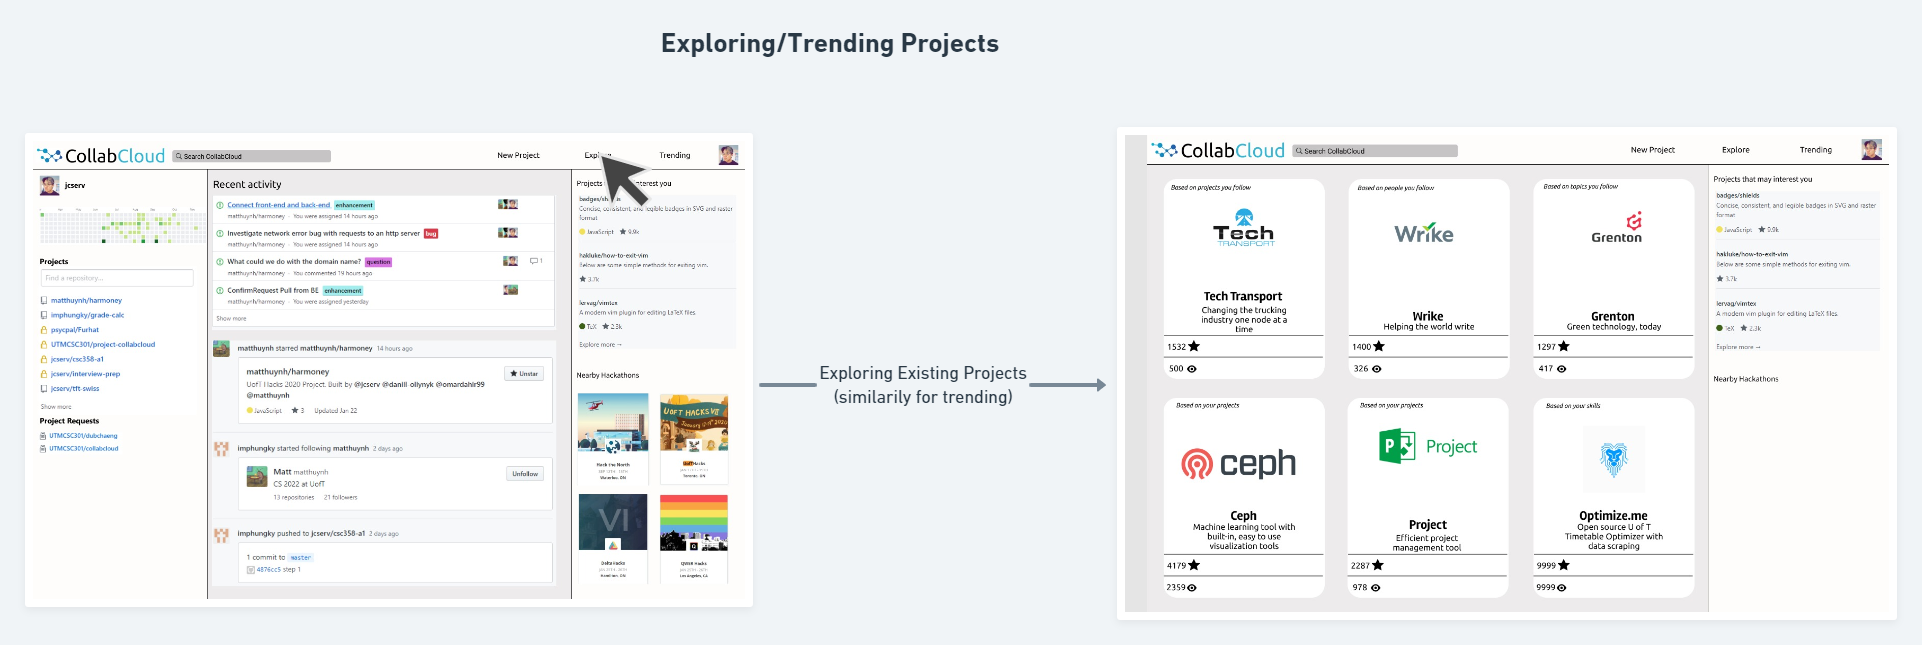 Exploring/Trending Projects
CollabCloud
Search CollabCloud
New Project
Trending
jcserv
Projects
Find a repository...
matthuynh/harmoney
imphungky/grade-calc
psycpal/Furhat
UTMCSC301/project-collabcloud
jcserv/csc358-a1
jcserv/interview-prep
jcserv/tft-swiss
Show more
Project Requests
UTMCSC301/dubchaeng
UTMCSC301/collabcloud
Recent activity
Connect front-end and back-end enhancement
matthuynh/harmoney · You were assigned 14 hours ago
Investigate network error bug with requests to an http server bug
matthuynh/harmoney · You were assigned 14 hours ago
What could we do with the domain name? question
1
matthuynh/harmoney · You commented 19 hours ago
ConfirmRequest Pull from BE enhancement
matthuynh/harmoney · You were assigned yesterday
Show more
matthuynh starred matthuynh/harmoney 14 hours ago
matthuynh/harmoney
Unstar
UofT Hacks 2020 Project. Built by @jcserv @daniil-oliynyk @omardahir99
@matthuynh
JavaScript 3 Updated Jan 22
imphungky started following matthuynh 2 days ago
Matt matthuynh
Unfollow
CS 2022 at UofT
13 repositories 21 followers
imphungky pushed to jcserv/csc358-a1 2 days ago
1 commit to master
4876cc5 step 1
Projects interest you
badges/
Concise, consistent, and legible badges in SVG and raster
format
JavaScript 9.9k
hakluke/how-to-exit-vim
Below are some simple methods for exiting vim.
3.7k
lervag/vimtex
A modern vim plugin for editing LaTeX files.
TeX 2.3k
Explore more →
Nearby Hackathons
UOFT HACKS VII
January 17-19th 2020
Hack the North
Waterloo, ON
UofTHacks
Toronto, ON
VI
DeltaHacks
Hamilton, ON
QWER Hacks
Los Angeles, CA
Exploring Existing Projects
(similarily for trending)
CollabCloud
Search CollabCloud
New Project
Explore
Trending
Based on projects you follow
Tech
TRANSPORT
Tech Transport
Changing the trucking
industry one node at a
time
1532
500
Based on people you follow
Wrike
Wrike
Helping the world write
1400
326
Based on topics you follow
Grenton
Grenton
Green technology, today
1297
417
Based on your projects
ceph
Ceph
Machine learning tool with
built-in, easy to use
visualization tools
4179
2359
Based on your projects
P Project
Project
Efficient project
management tool
2287
978
Based on your skills
Optimize.me
Open source U of T
Timetable Optimizer with
data scraping
9999
9999
Projects that may interest you
badges/shields
Concise, consistent, and legible badges in SVG and raster
format
JavaScript 9.9k
hakluke/how-to-exit-vim
Below are some simple methods for exiting vim.
3.7k
lervag/vimtex
A modern vim plugin for editing LaTeX files.
TeX 2.3k
Explore more →
Nearby Hackathons